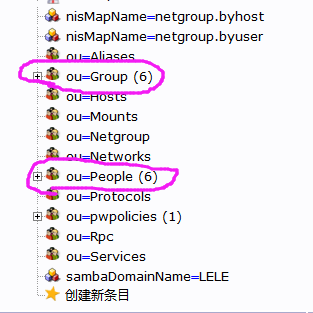 nisMapName=netgroup.byhost
nisMapName=netgroup.byuser
ou=Aliases
ou=Group (6)
ou=Hosts
ou=Mounts
ou=Netgroup
ou=Networks
ou=People (6)
ou=Protocols
ou=pwpolicies (1)
ou=Rpc
ou=Services
sambaDomainName=LELE
创建新条目